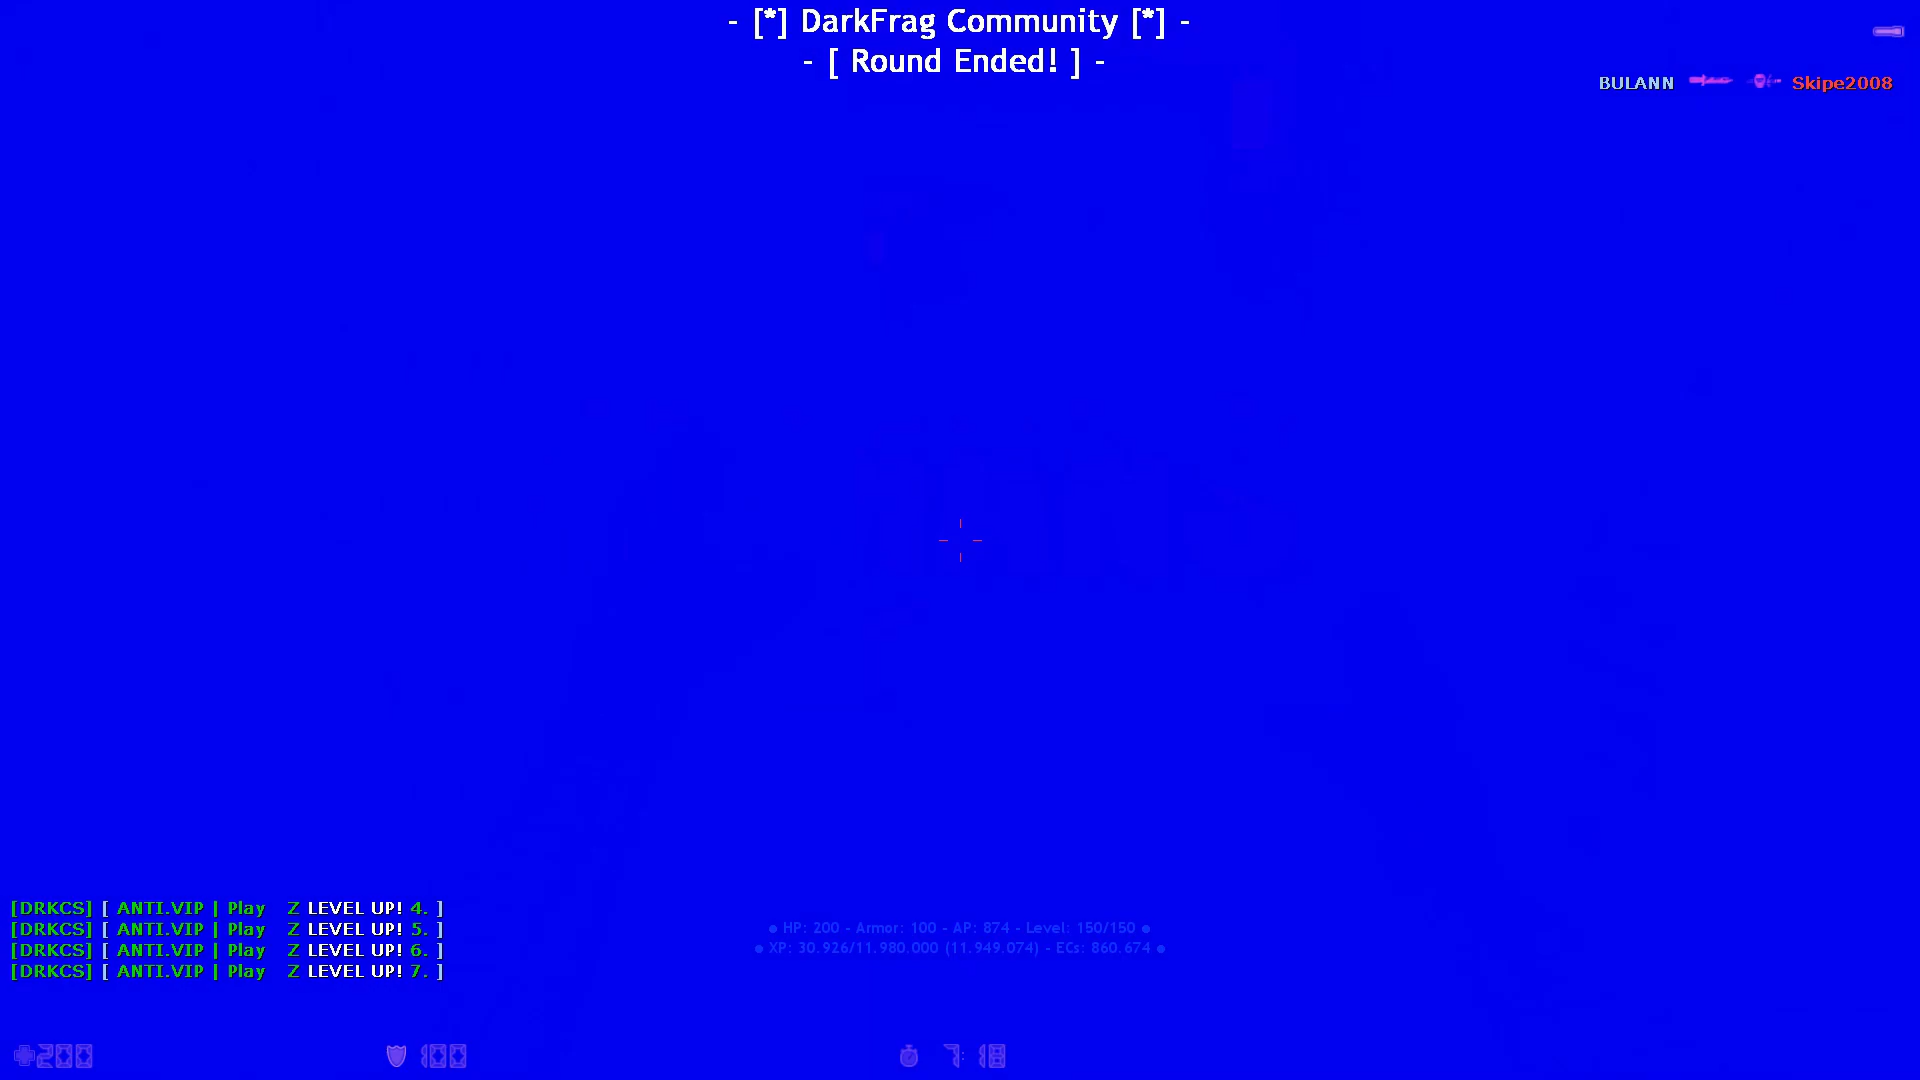 - [*] DarkFrag Community [*] -
- [ Round Ended! ] -
BULANN Skipe2008
[DRKCS] [ ANTI.VIP | Play  Z LEVEL UP! 4. ]
[DRKCS] [ ANTI.VIP | Play  Z LEVEL UP! 5. ]
[DRKCS] [ ANTI.VIP | Play  Z LEVEL UP! 6. ]
[DRKCS] [ ANTI.VIP | Play  Z LEVEL UP! 7. ]
● HP: 200 - Armor: 100 - AP: 874 - Level: 150/150 ●
● XP: 30.926/11.980.000 (11.949.074) - ECs: 860.674 ●
200 100 7:18